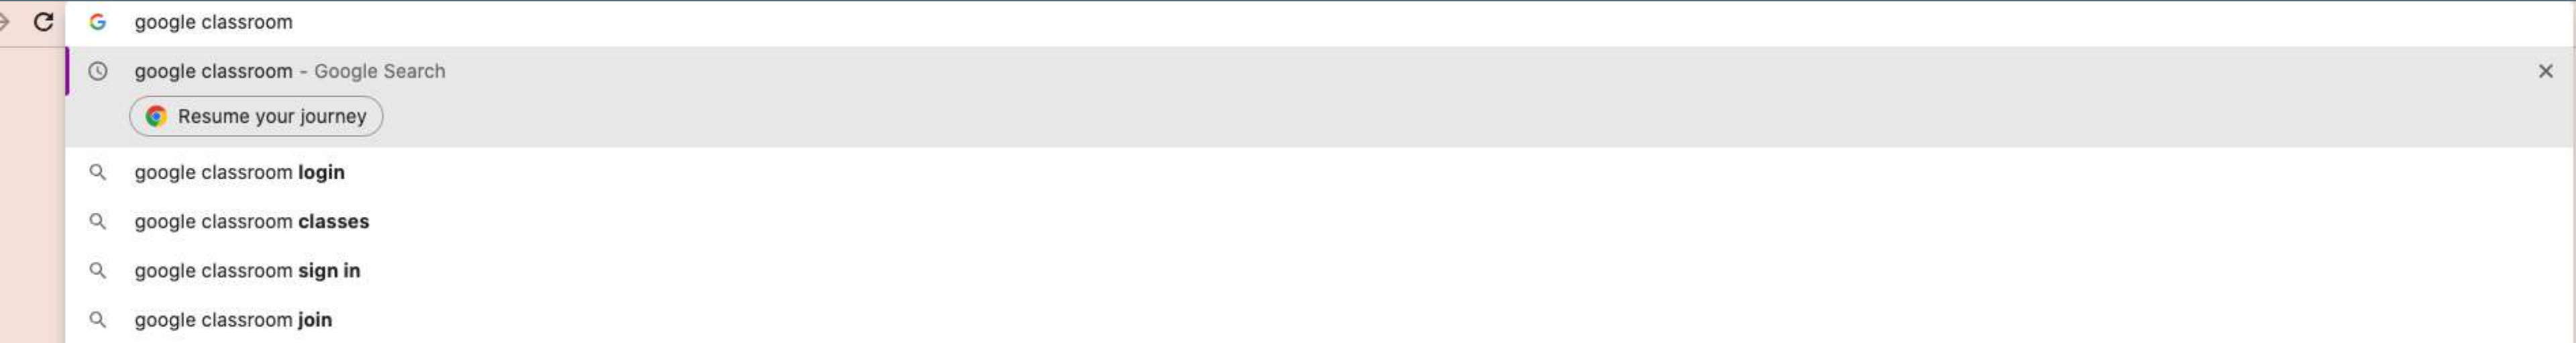 google classroom
google classroom - Google Search
Resume your journey
google classroom login
google classroom classes
google classroom sign in
google classroom join